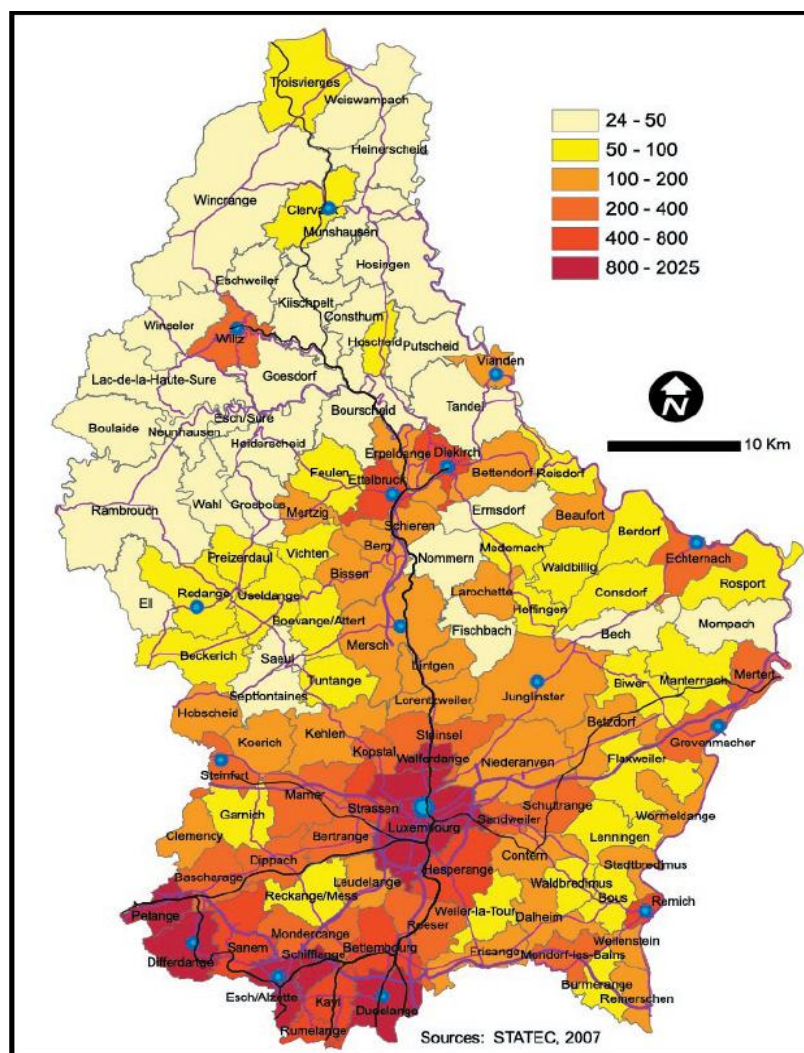 Troisvierges
Weiswampach
24 - 50
50 - 100
100 - 200
200 - 400
400 - 800
800 - 2025
Heinerscheid
Wincrange
Clervaux
Munshausen
Hosingen
Eschweiler
Kiischpelt
Consthum
Winseler
Wiltz
Hoscheid
Putscheid
Vianden
Lac-de-la-Haute-Sure
Goesdorf
N
Tandel
Bourscheid
Esch/Sure
Boulaide
Neunhausen
Heiderscheid
10 Km
Erpeldange
Diekirch
Feulen
Bettendorf
Reisdorf
Ettelbruck
Wahl
Grosbous
Mertzig
Rambrouch
Ermsdorf
Beaufort
Schieren
Berdorf
Echternach
Preizerdaul
Vichten
Berg
Nommern
Medernach
Waldbillig
Bissen
Rosport
Ell
Redange
Useldange
Larochette
Consdorf
Heffingen
Boevange/Attert
Fischbach
Bech
Mompach
Mersch
Beckerich
Saeul
Lintgen
Tuntange
Mertert
Biwer
Manternach
Septfontaines
Lorentzweiler
Junglinster
Hobscheid
Betzdorf
Grevenmacher
Kehlen
Steinsel
Koerich
Kopstal
Walferdange
Niederanven
Flaxweiler
Steinfort
Mamer
Strassen
Schuttrange
Wormeldange
Garnich
Luxembourg
Sandweiler
Clemency
Bertrange
Lenningen
Contern
Dippach
Stadtbredimus
Hesperange
Bascharage
Leudelange
Waldbredimus
Reckange/Mess
Bous
Remich
Weiler-la-Tour
Dalheim
Petange
Roeser
Mondercange
Wellenstein
Sanem
Bettembourg
Frisange
Mondorf-les-Bains
Differdange
Schifflange
Burmerange
Esch/Alzette
Kayl
Remerschen
Dudelange
Rumelange
Sources: STATEC, 2007